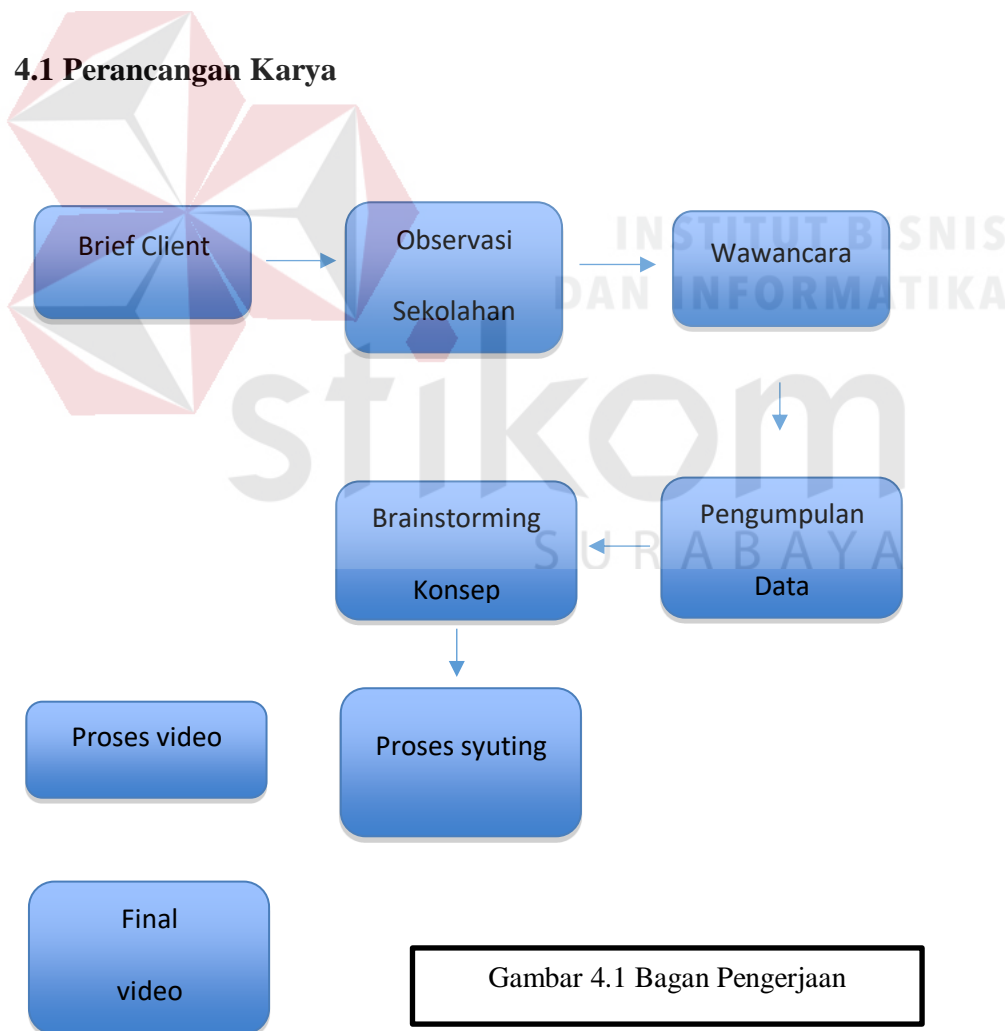 4.1 Perancangan Karya
Brief Client
Observasi
Sekolahan
Wawancara
INSTITUT BISNIS
DAN INFORMATIKA
stikom
SURABAYA
Pengumpulan
Data
Brainstorming
Konsep
Proses syuting
Proses video
Final
video
Gambar 4.1 Bagan Pengerjaan